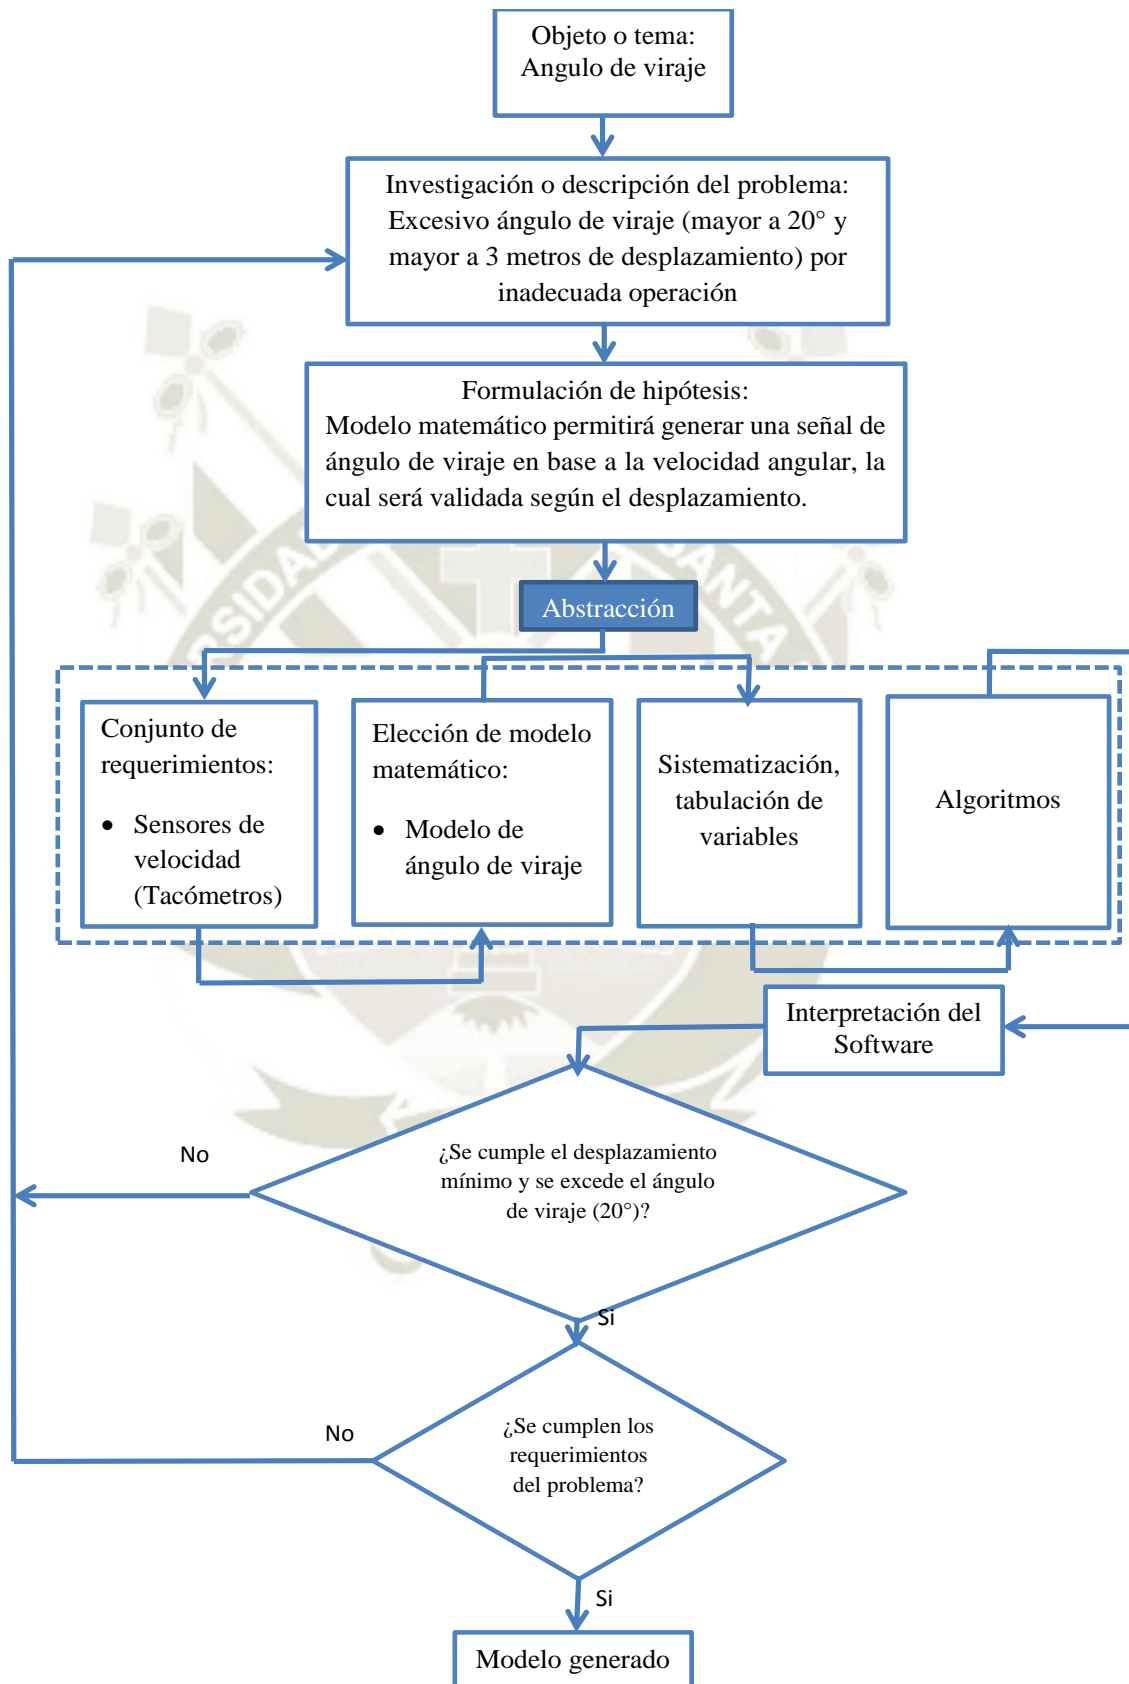 Objeto o tema:
Angulo de viraje
Investigación o descripción del problema:
Excesivo ángulo de viraje (mayor a 20° y
mayor a 3 metros de desplazamiento) por
inadecuada operación
Formulación de hipótesis:
Modelo matemático permitirá generar una señal de
ángulo de viraje en base a la velocidad angular, la
cual será validada según el desplazamiento.
Abstracción
Conjunto de
requerimientos:
• Sensores de
velocidad
(Tacómetros)
Elección de modelo
matemático:
• Modelo de
ángulo de viraje
Sistematización,
tabulación de
variables
Algoritmos
Interpretación del
Software
¿Se cumple el desplazamiento
mínimo y se excede el ángulo
de viraje (20°)?
No
Si
¿Se cumplen los
requerimientos
del problema?
No
Si
Modelo generado
SANTA